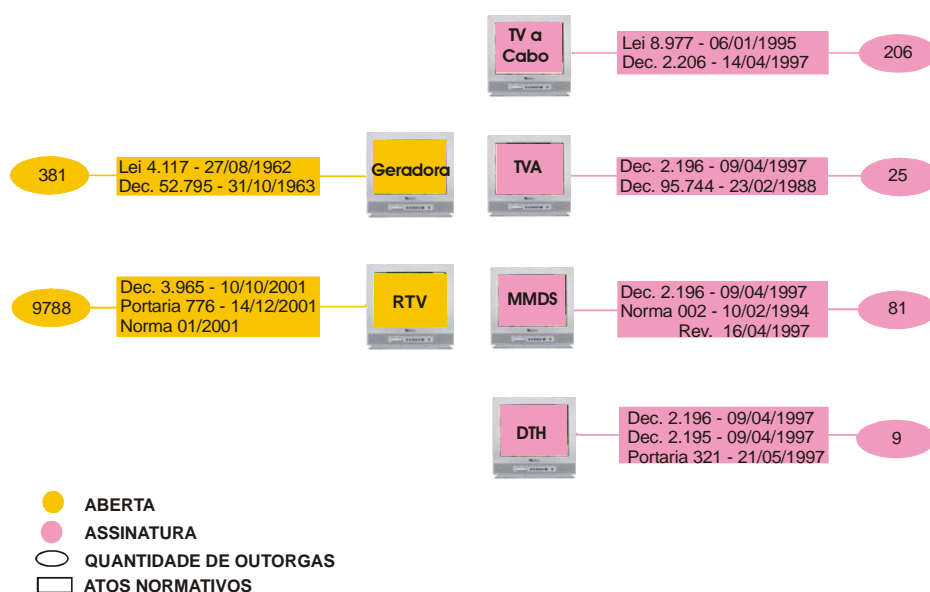 TV a
Cabo
Lei 8.977 - 06/01/1995
Dec. 2.206 - 14/04/1997
206
381
Lei 4.117 - 27/08/1962
Dec. 52.795 - 31/10/1963
Geradora
TVA
Dec. 2.196 - 09/04/1997
Dec. 95.744 - 23/02/1988
25
9788
Dec. 3.965 - 10/10/2001
Portaria 776 - 14/12/2001
Norma 01/2001
RTV
MMDS
Dec. 2.196 - 09/04/1997
Norma 002 - 10/02/1994
Rev. 16/04/1997
81
DTH
Dec. 2.196 - 09/04/1997
Dec. 2.195 - 09/04/1997
Portaria 321 - 21/05/1997
9
ABERTA
ASSINATURA
QUANTIDADE DE OUTORGAS
ATOS NORMATIVOS